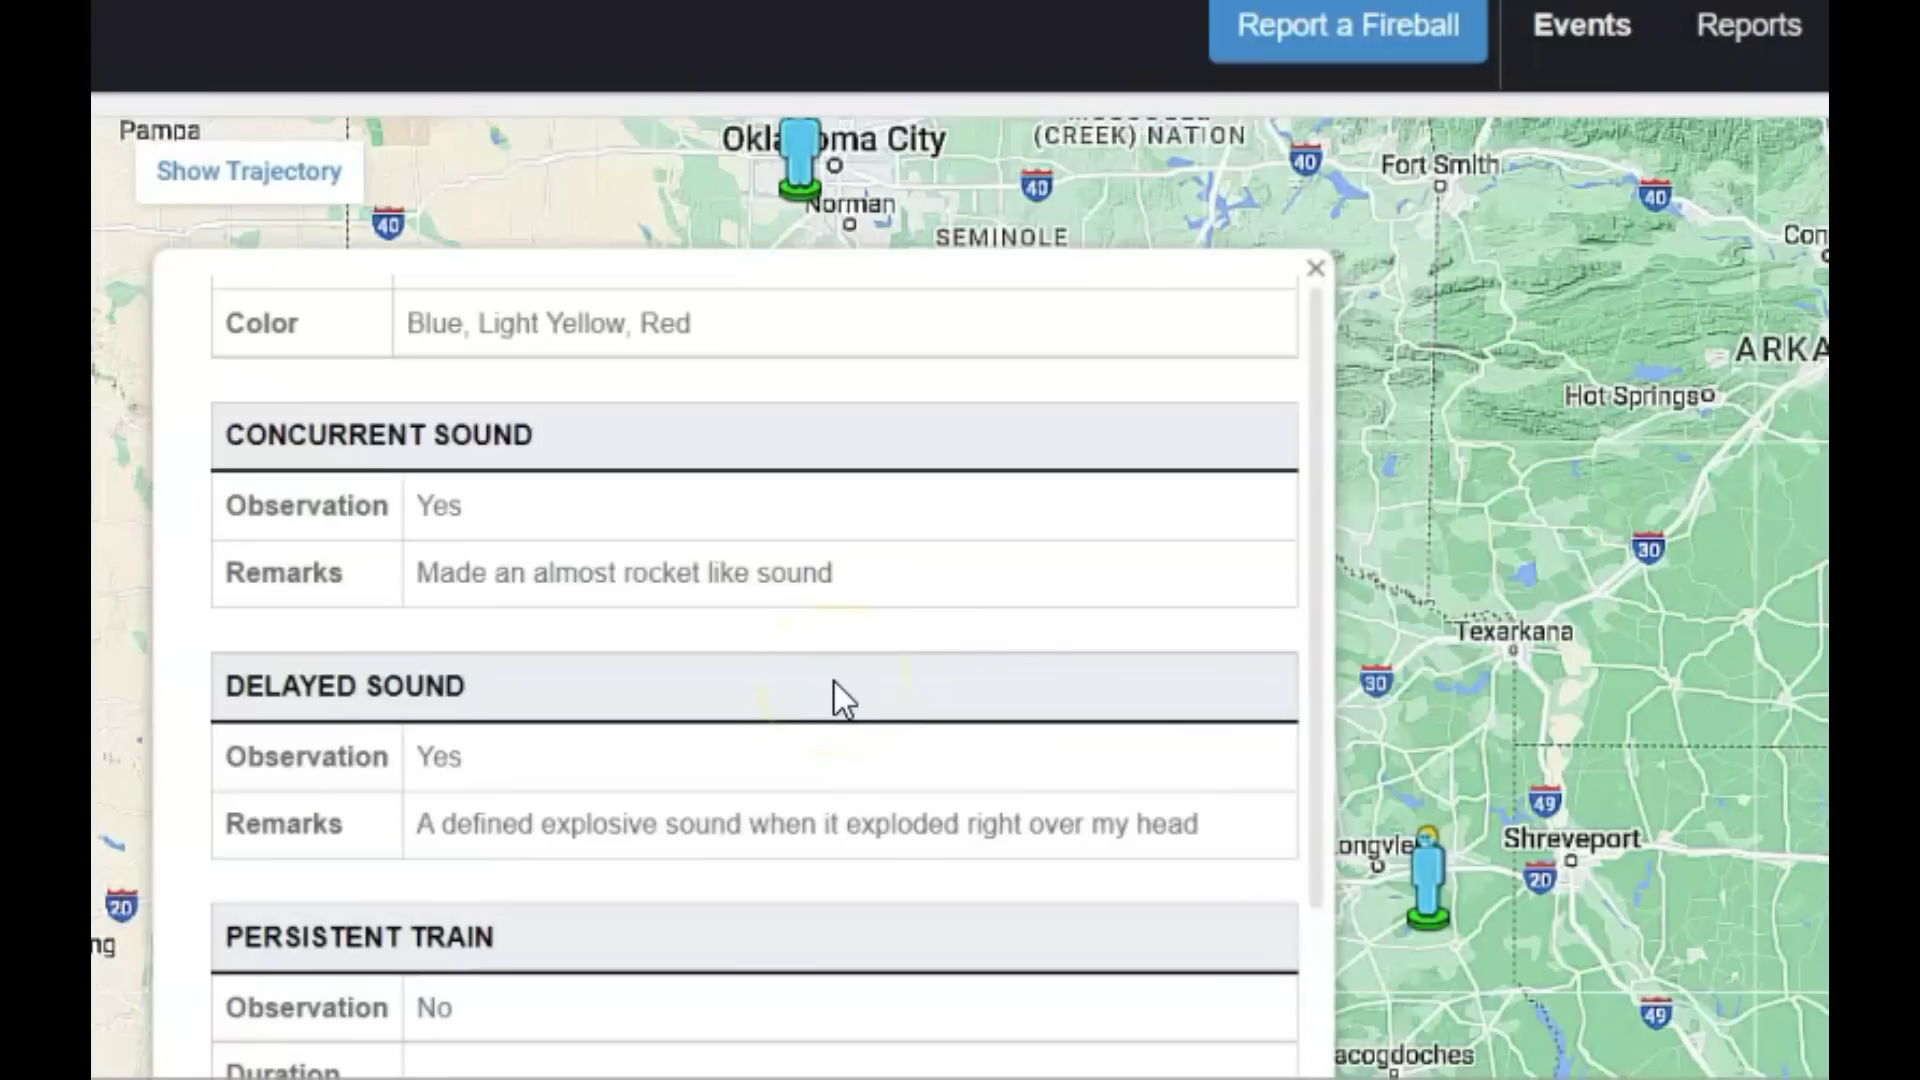 Report a Fireball
Events
Reports
Pampa
Show Trajectory
40
Oklahoma City
Norman
40
(CREEK) NATION
SEMINOLE
40
Fort Smith
40
Con
ARKA
Hot Springs
30
Texarkana
30
49
Shreveport
20
ongvie
49
acogdoches
20
ng
Color Blue, Light Yellow, Red
CONCURRENT SOUND
Observation Yes
Remarks Made an almost rocket like sound
DELAYED SOUND
Observation Yes
Remarks A defined explosive sound when it exploded right over my head
PERSISTENT TRAIN
Observation No
Duration